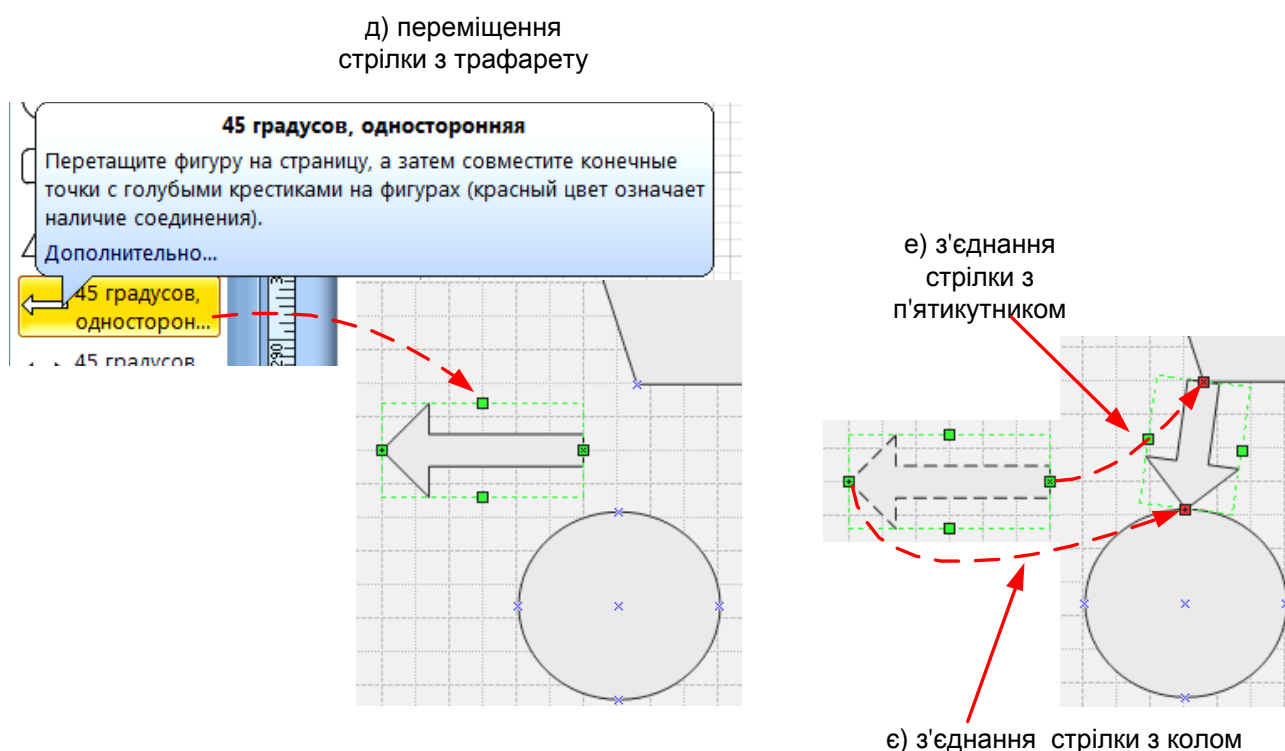 д) переміщення
стрілки з трафарету
45 градусов, односторонняя
Перетащите фигуру на страницу, а затем совместите конечные
точки с голубыми крестиками на фигурах (красный цвет означает
наличие соединения).
Дополнительно...
45 градусов,
односторон...
45 градусов
290
е) з'єднання
стрілки з
п'ятикутником
є) з'єднання стрілки з колом